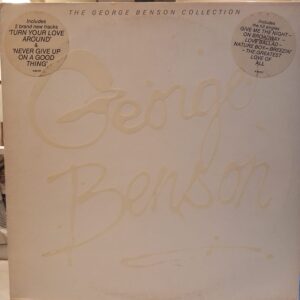 THE GEORGE BENSON COLLECTION
Includes
2 brand new tracks
'TURN YOUR LOVE
AROUND'
&
'NEVER GIVE UP
ON A GOOD
THING'
Includes
the hit singles
GIVE ME THE NIGHT –
ON BROADWAY –
LOVE BALLAD –
NATURE BOY – BREEZIN'
– THE GREATEST
LOVE OF
ALL
George
Benson